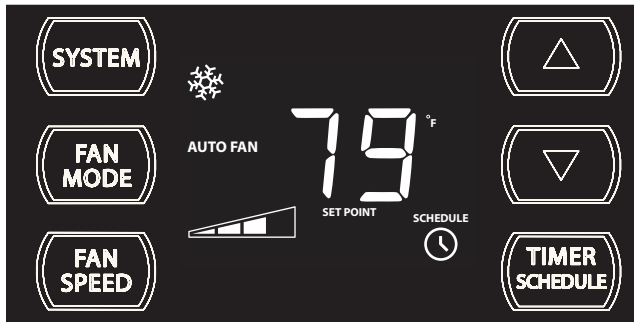 SYSTEM
FAN
MODE
FAN
SPEED
AUTO FAN
79 °F
SET POINT
SCHEDULE
TIMER
SCHEDULE